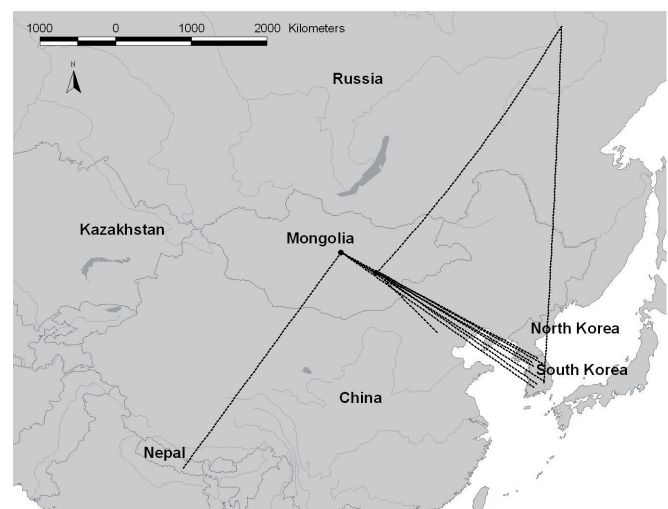 1000 0 1000 2000 Kilometers
N
Russia
Kazakhstan
Mongolia
North Korea
South Korea
China
Nepal